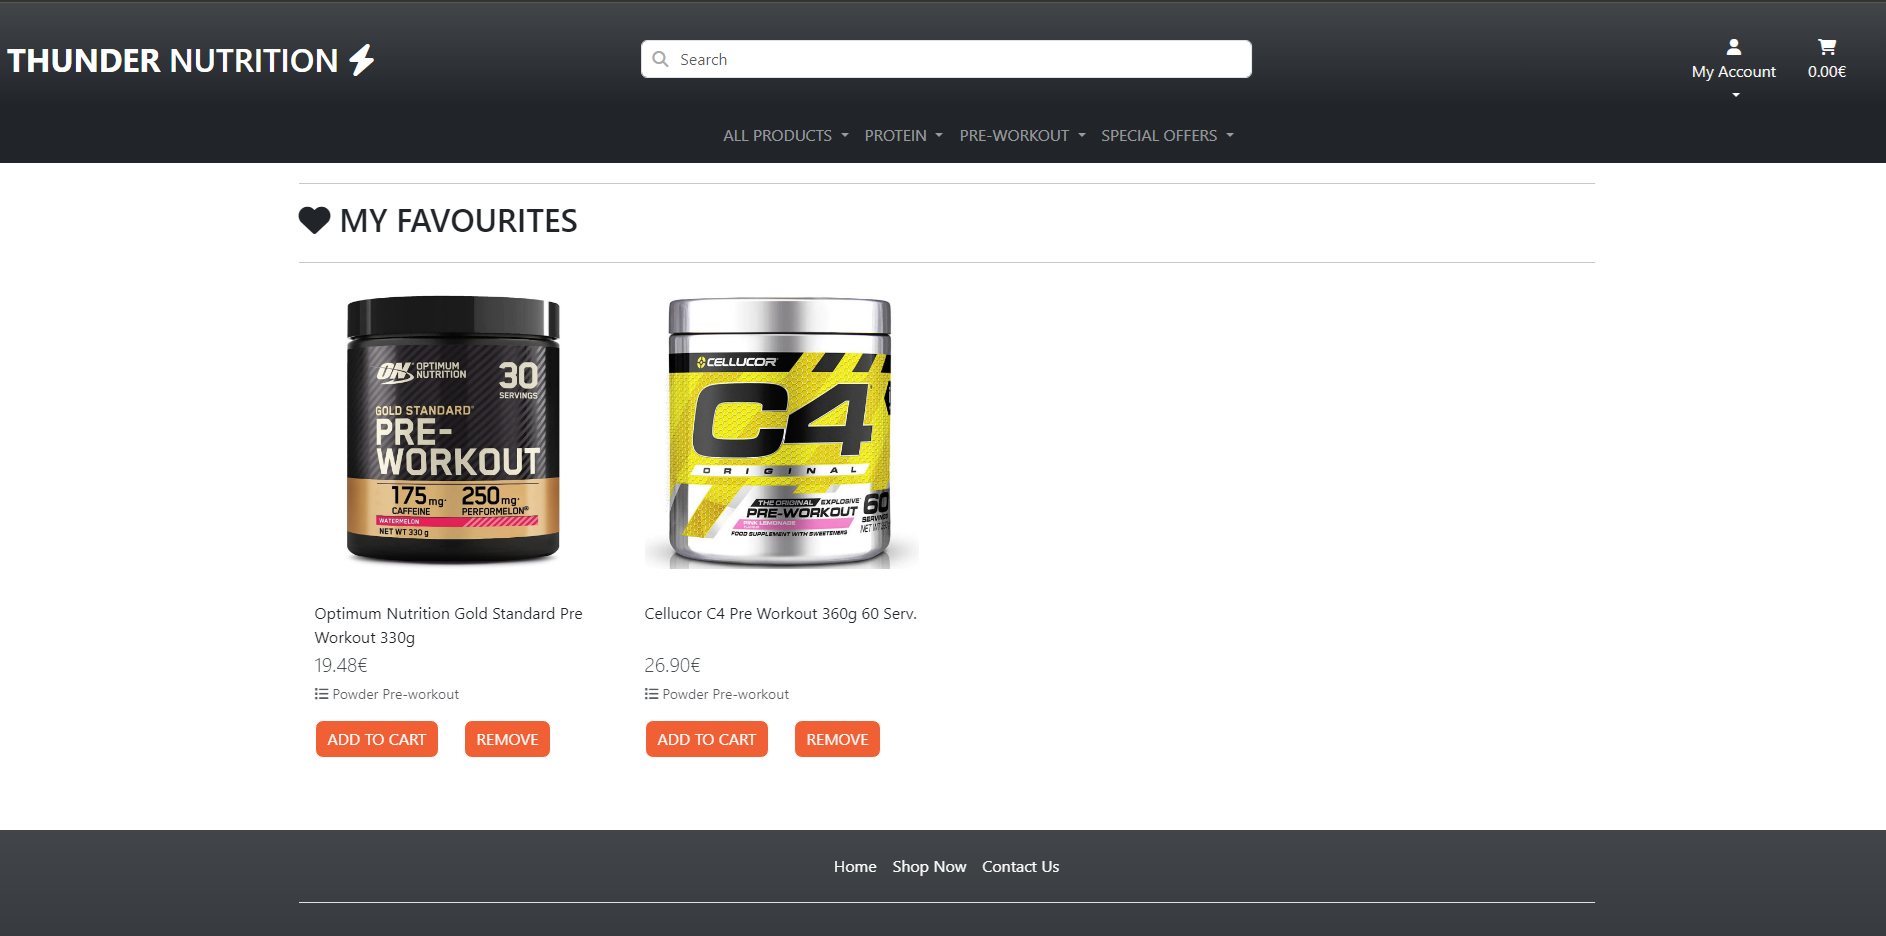 THUNDER NUTRITION
Search
My Account
0.00€
ALL PRODUCTS
PROTEIN
PRE-WORKOUT
SPECIAL OFFERS
MY FAVOURITES
ON OPTIMUM NUTRITION
30
SERVINGS
GOLD STANDARD
PRE-
WORKOUT
175mg
CAFFEINE
250mg
PERFORMELON®
WATERMELON
NET WT 330 g
CELLUCOR
C4
ORIGINAL
THE ORIGINAL EXPLOSIVE
PRE-WORKOUT
PINK LEMONADE
FOOD SUPPLEMENT WITH SWEETENERS
60
SERVINGS
NET WT
Optimum Nutrition Gold Standard Pre
Workout 330g
19.48€
Powder Pre-workout
ADD TO CART
REMOVE
Cellucor C4 Pre Workout 360g 60 Serv.
26.90€
Powder Pre-workout
ADD TO CART
REMOVE
Home
Shop Now
Contact Us